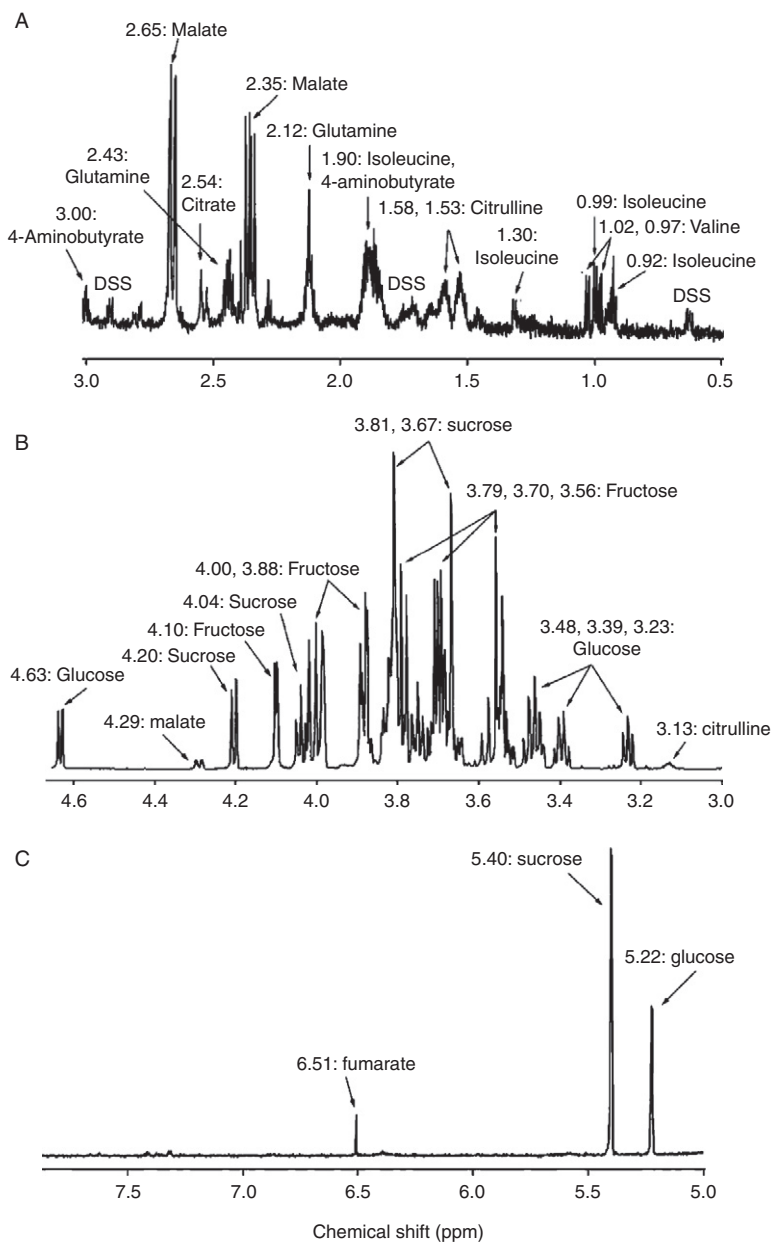 A
2.65: Malate
2.35: Malate
2.12: Glutamine
2.43:
Glutamine
2.54:
Citrate
1.90: Isoleucine,
4-aminobutyrate
1.58, 1.53: Citrulline
0.99: Isoleucine
1.02, 0.97: Valine
3.00:
4-Aminobutyrate
1.30:
Isoleucine
0.92: Isoleucine
DSS
DSS
DSS
3.0
2.5
2.0
1.5
1.0
0.5
B
3.81, 3.67: sucrose
3.79, 3.70, 3.56: Fructose
4.00, 3.88: Fructose
4.04: Sucrose
4.10: Fructose
4.20: Sucrose
4.63: Glucose
4.29: malate
3.48, 3.39, 3.23:
Glucose
3.13: citrulline
4.6
4.4
4.2
4.0
3.8
3.6
3.4
3.2
3.0
C
5.40: sucrose
5.22: glucose
6.51: fumarate
7.5
7.0
6.5
6.0
5.5
5.0
Chemical shift (ppm)